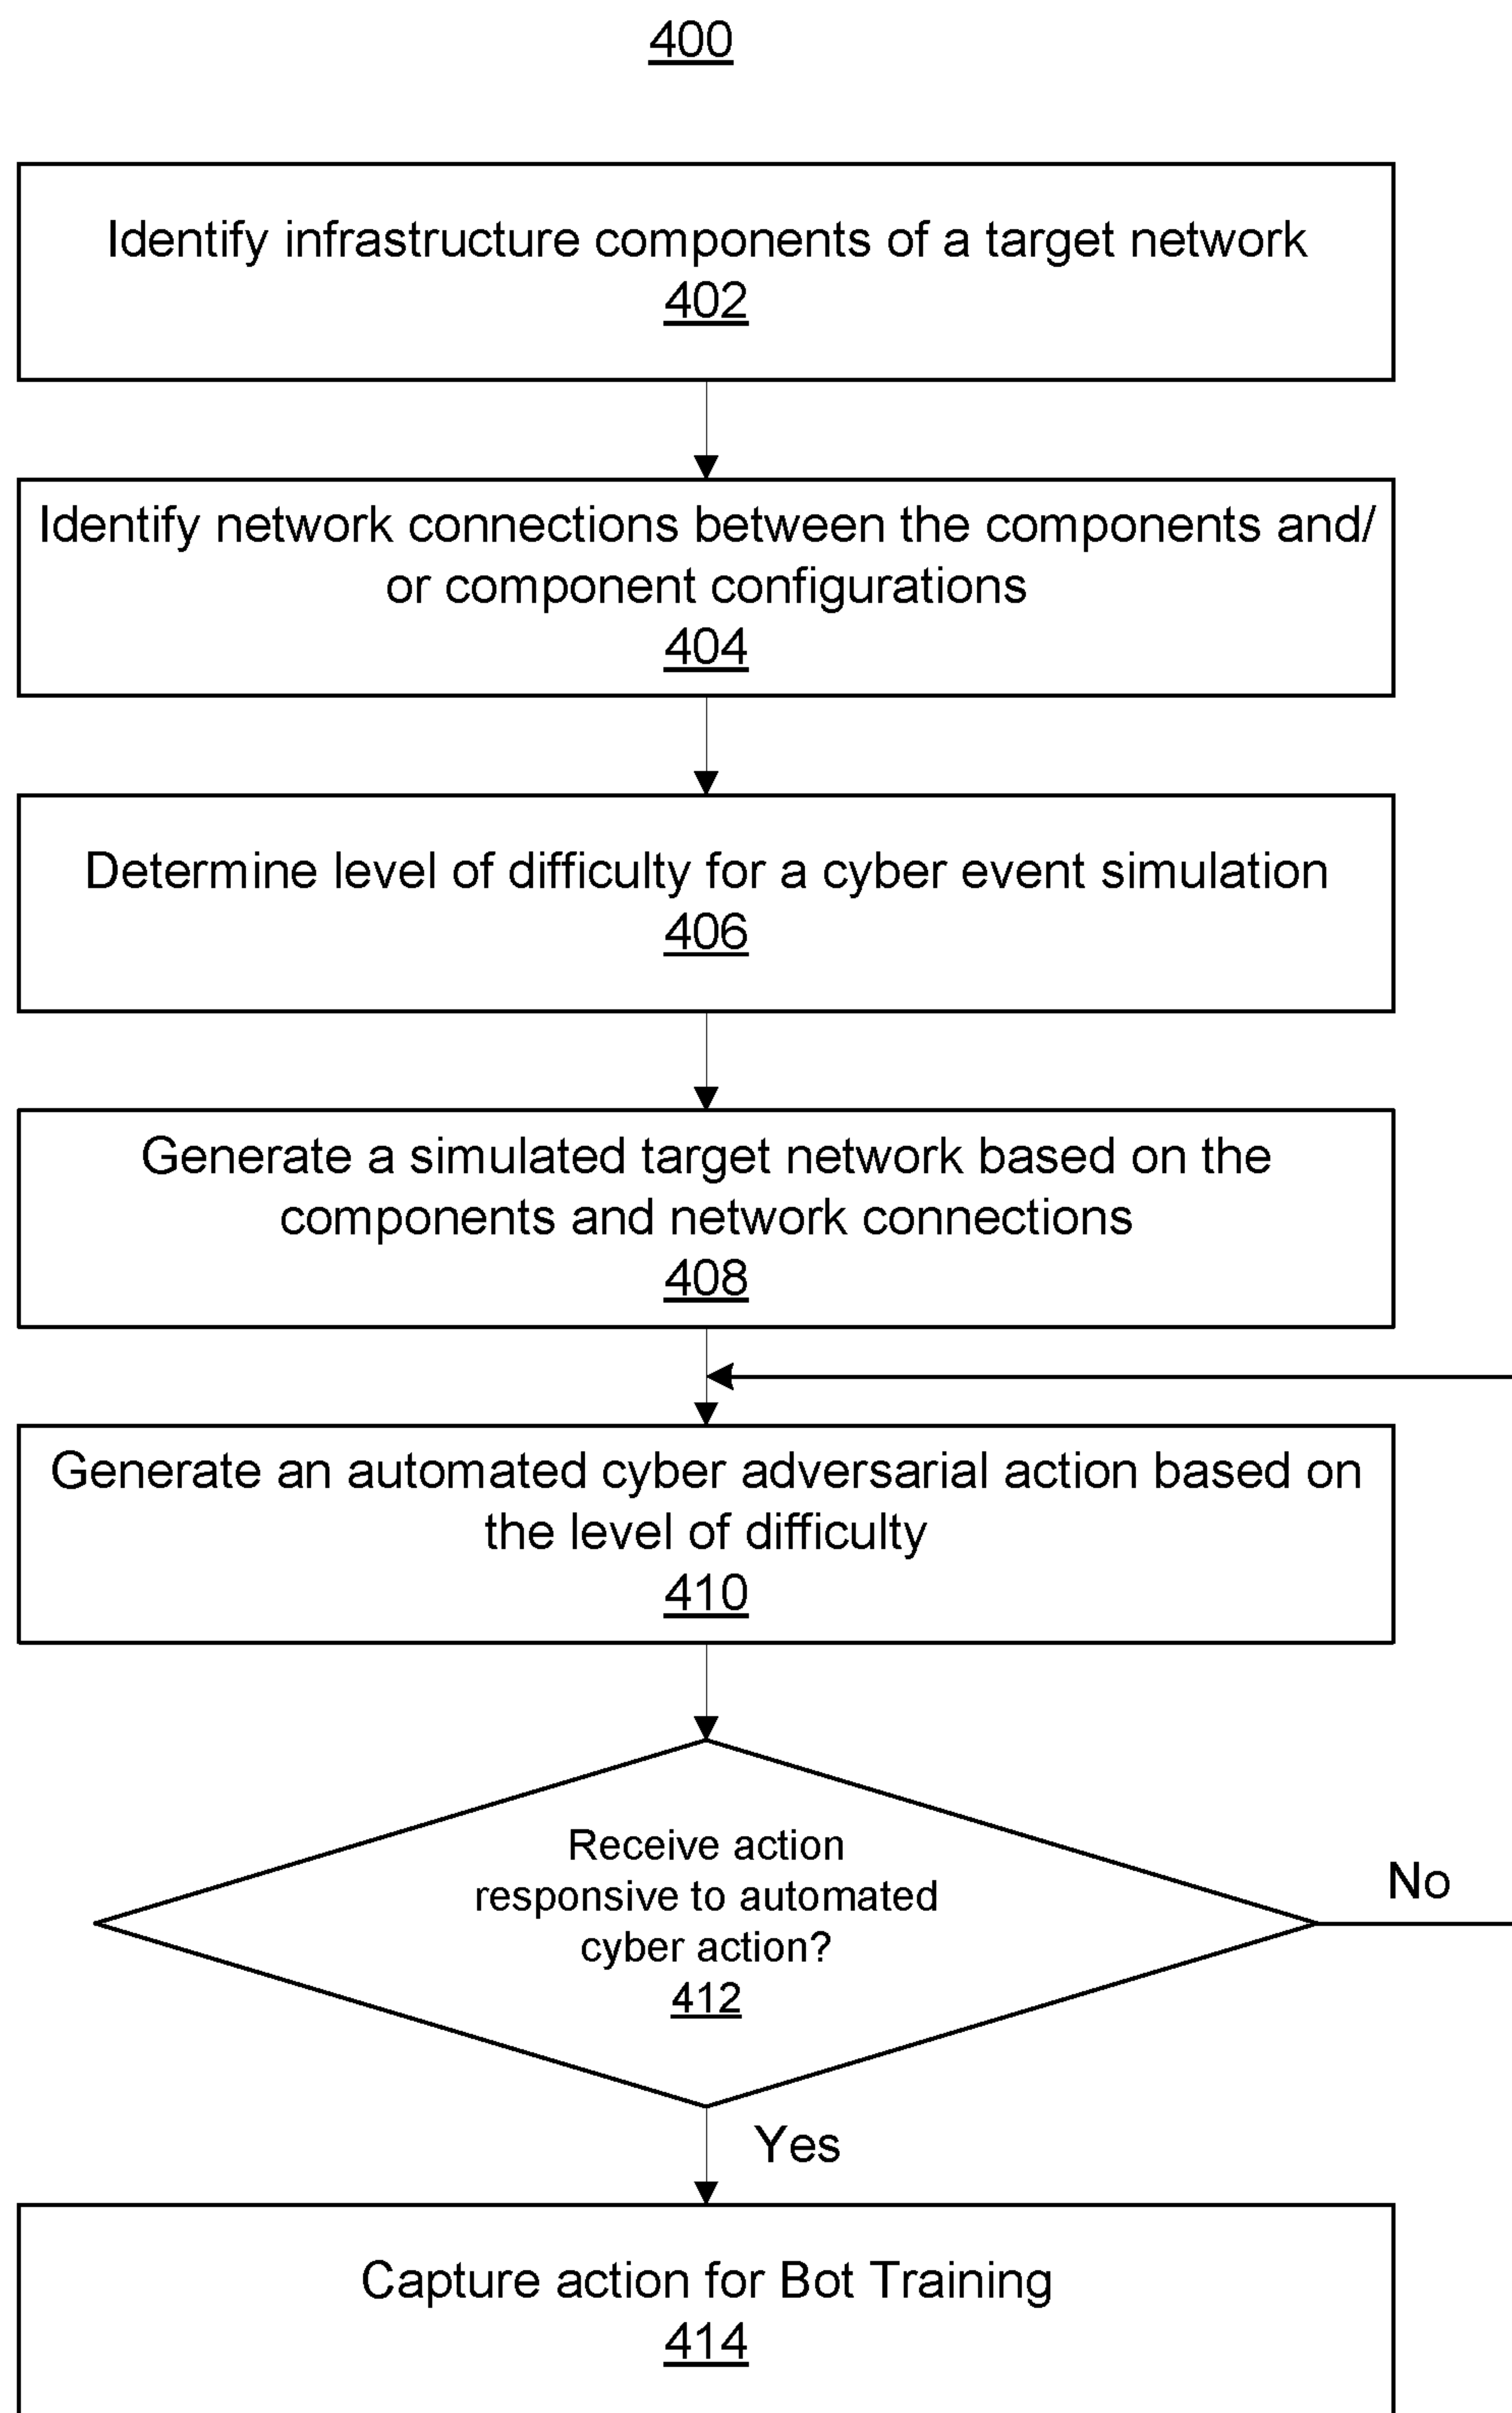 400
Identify infrastructure components of a target network
402
Identify network connections between the components and/
or component configurations
404
Determine level of difficulty for a cyber event simulation
406
Generate a simulated target network based on the
components and network connections
408
Generate an automated cyber adversarial action based on
the level of difficulty
410
Receive action
responsive to automated
cyber action?
412
No
Yes
Capture action for Bot Training
414